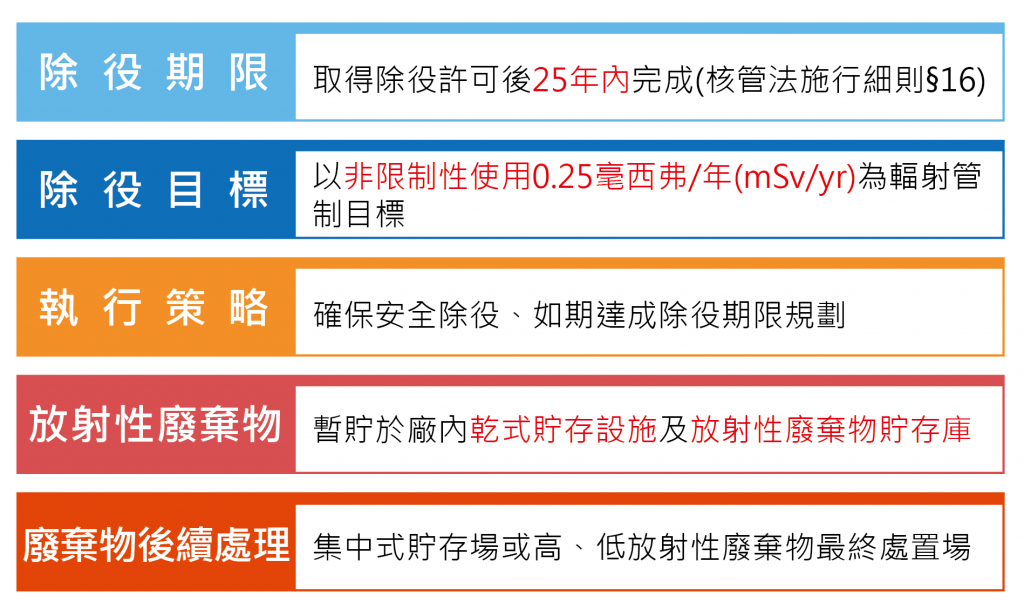 除役期限
取得除役許可後25年內完成(核管法施行細則§16)
除役目標
以非限制性使用0.25毫西弗/年(mSv/yr)為輻射管
制目標
執行策略
確保安全除役、如期達成除役期限規劃
放射性廢棄物
暫貯於廠內乾式貯存設施及放射性廢棄物貯存庫
廢棄物後續處理
集中式貯存場或高、低放射性廢棄物最終處置場